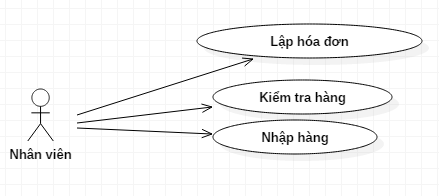 Lập hóa đơn
Kiểm tra hàng
Nhập hàng
Nhân viên